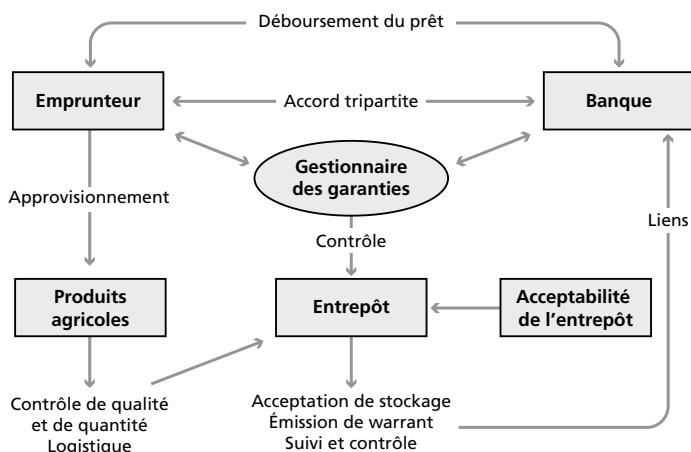 Déboursement du prêt
Emprunteur
Accord tripartite
Banque
Gestionnaire
des garanties
Approvisionnement
Liens
Contrôle
Produits
agricoles
Entrepôt
Acceptabilité
de l'entrepôt
Contrôle de qualité
et de quantité
Logistique
Acceptation de stockage
Émission de warrant
Suivi et contrôle